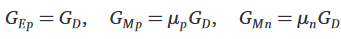 G_{Ep} = G_D, G_{Mp} = μ_p G_D, G_{Mn} = μ_n G_D